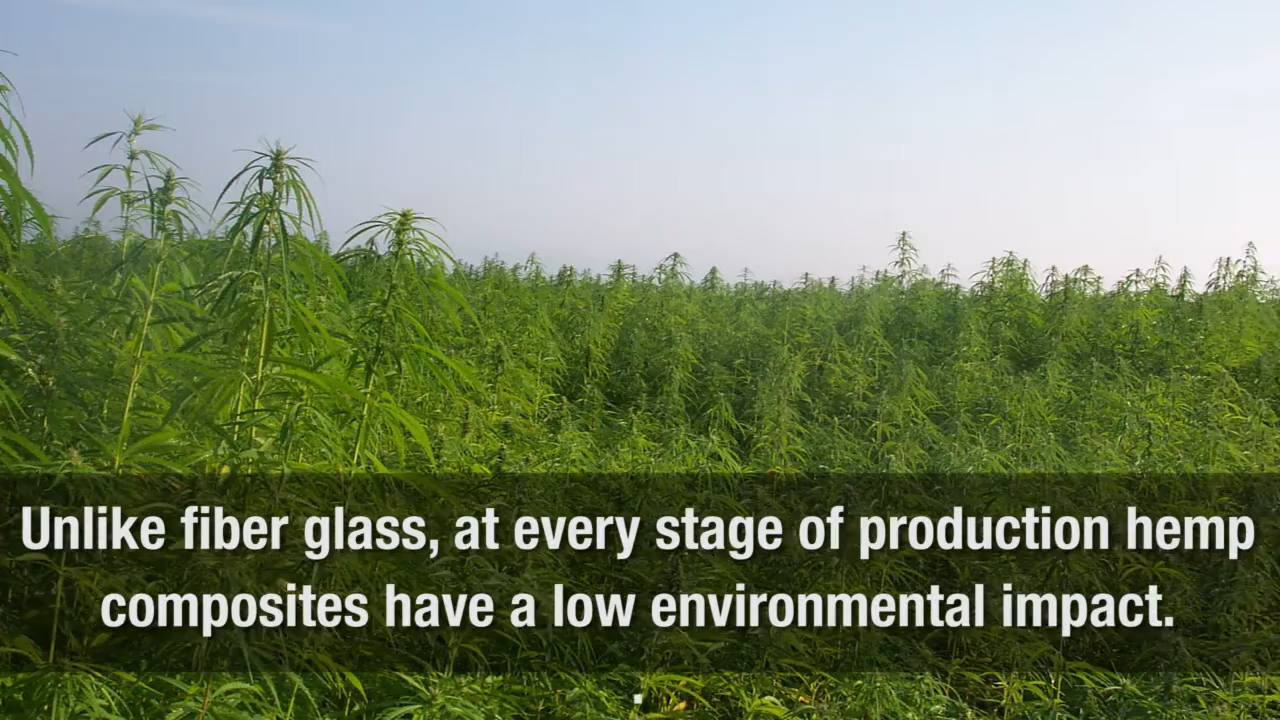 Unlike fiber glass, at every stage of production hemp
composites have a low environmental impact.